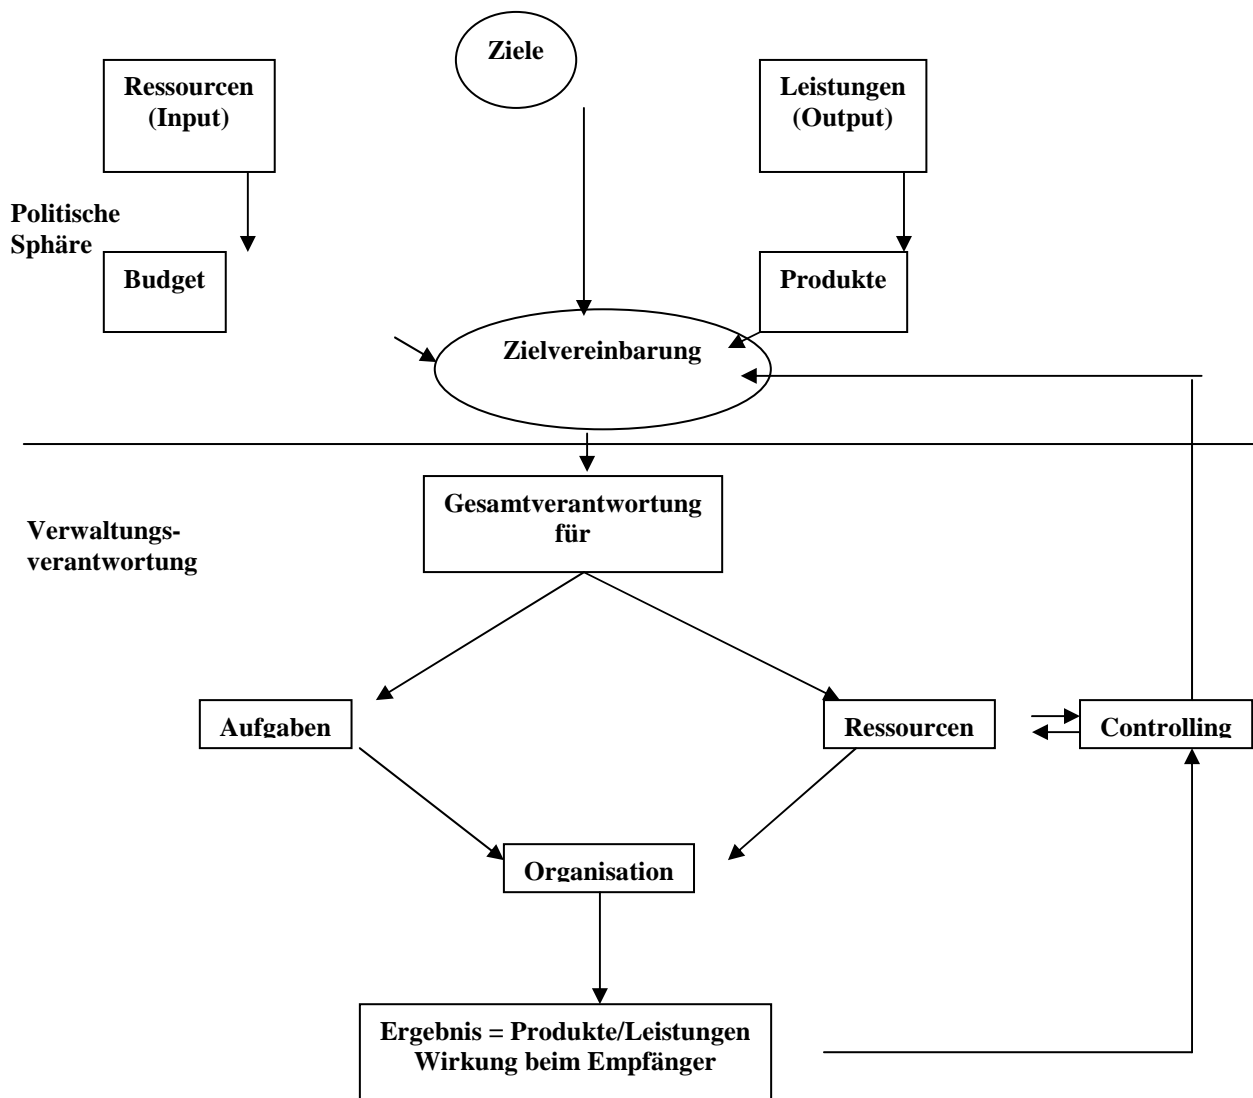 Ziele
Ressourcen
(Input)
Leistungen
(Output)
Politische
Sphäre
Budget
Produkte
Zielvereinbarung
Gesamtverantwortung
für
Verwaltungs-
verantwortung
Aufgaben
Ressourcen
Controlling
Organisation
Ergebnis = Produkte/Leistungen
Wirkung beim Empfänger